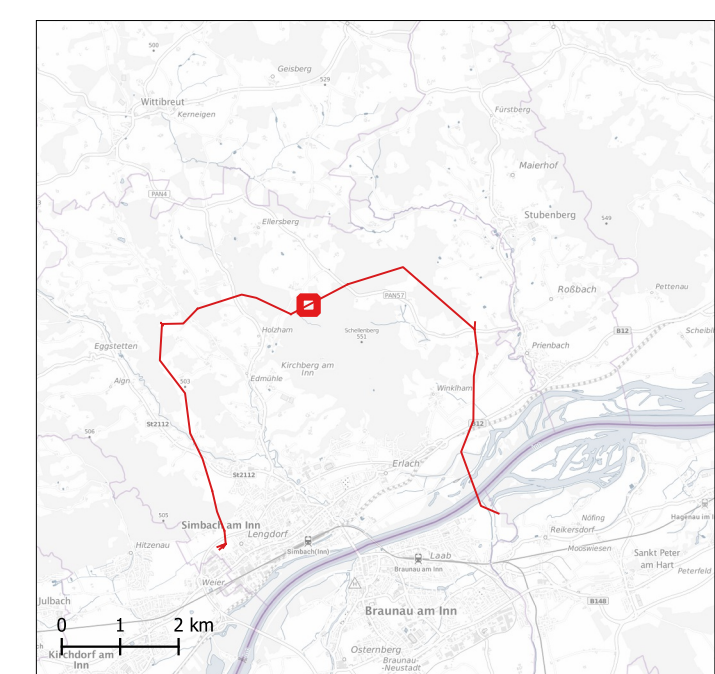 500
Geisberg
529
Wittibreut
Kerneigen
Fürstberg
Maierhof
PAN4
Stubenberg
549
Ellersberg
Roßbach
Pettenau
PAN57
Holzham
Schellenberg
551
B12
Eggstetten
Prienbach
Kirchberg am
Inn
Aign
503
Edmühle
Winklham
St2112
B12
506
Erlach
St2112
505
Simbach am Inn
Lengdorf
Nöfing
Hagenau im I
Reikersdorf
Hitzenau
Simbach(Inn)
Laab
Mooswiesen
Sankt Peter
am Hart
Braunau am Inn
Peterfeld
Weier
Julbach
B148
Braunau am Inn
0 1 2 km
Kirchdorf am
Inn
Osternberg
Braunau-
Neustadt